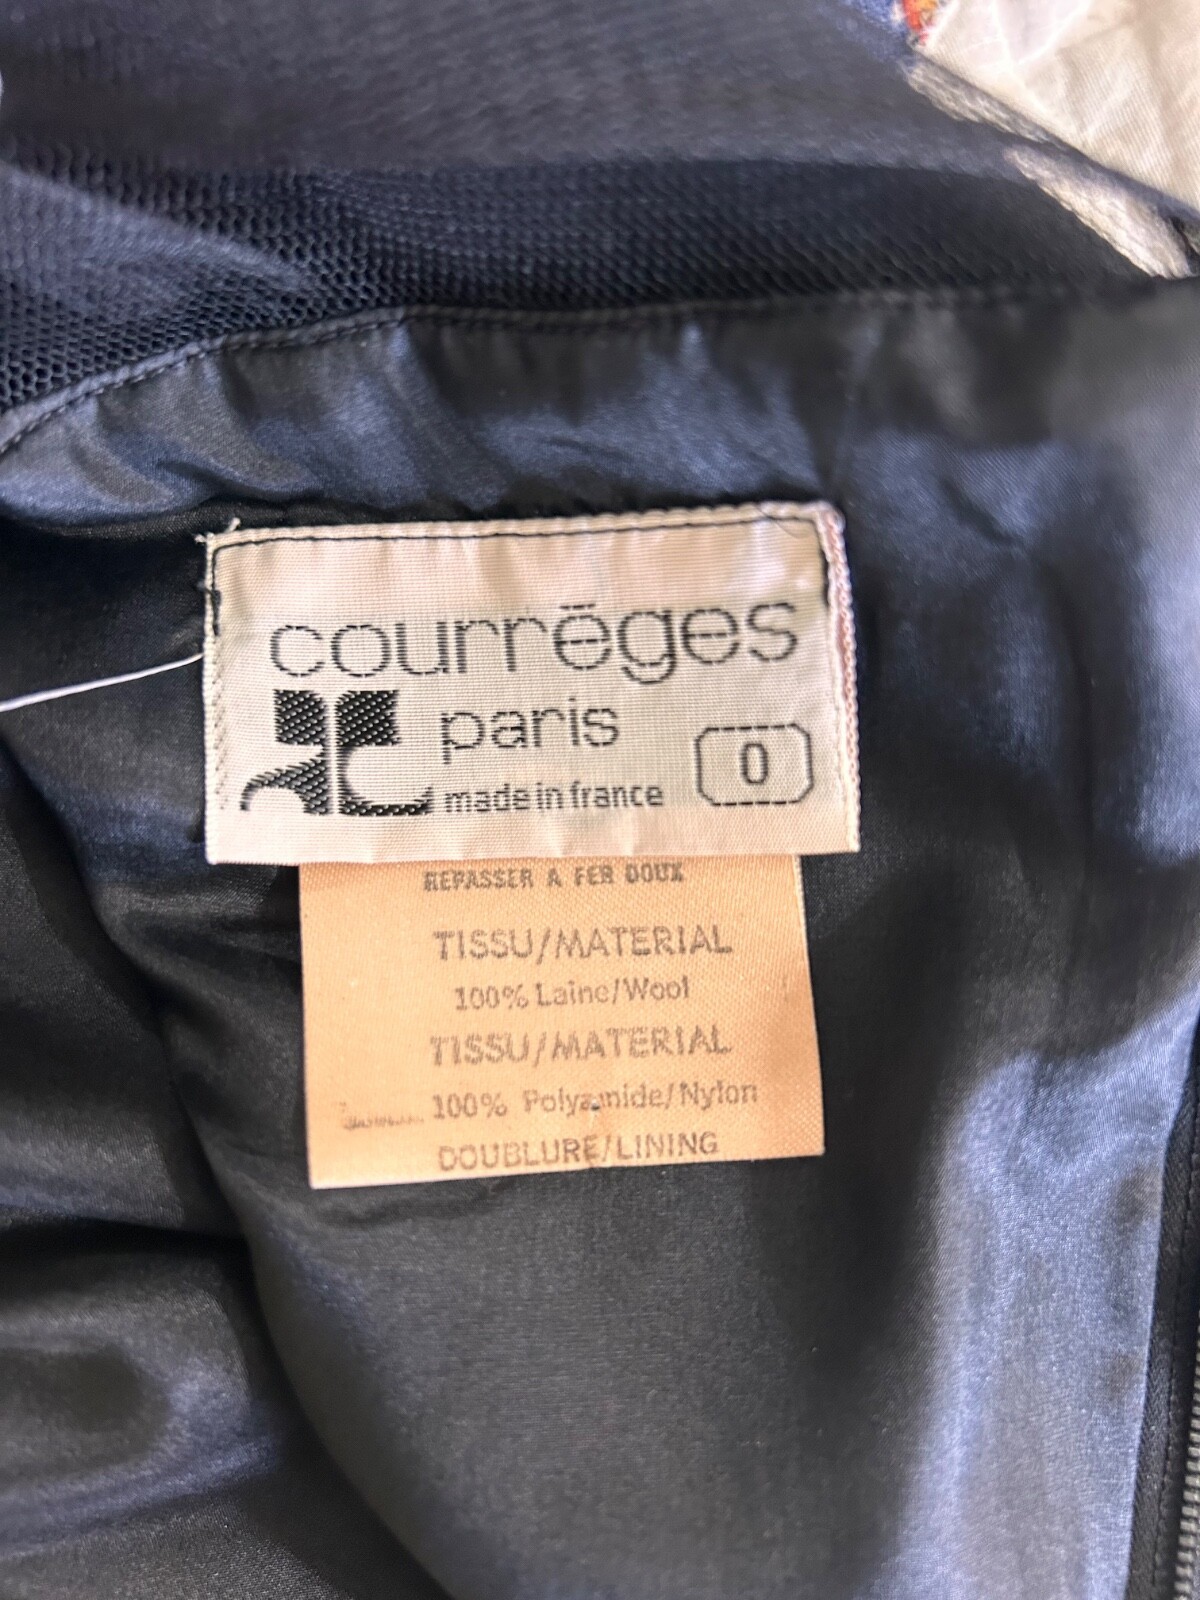 courrèges
paris
made in france
0
REPASSER A FER DOUX
TISSU/MATERIAL
100% Laine/Wool
TISSU/MATERIAL
100% Polyamide/Nylon
DOUBLURE/LINING